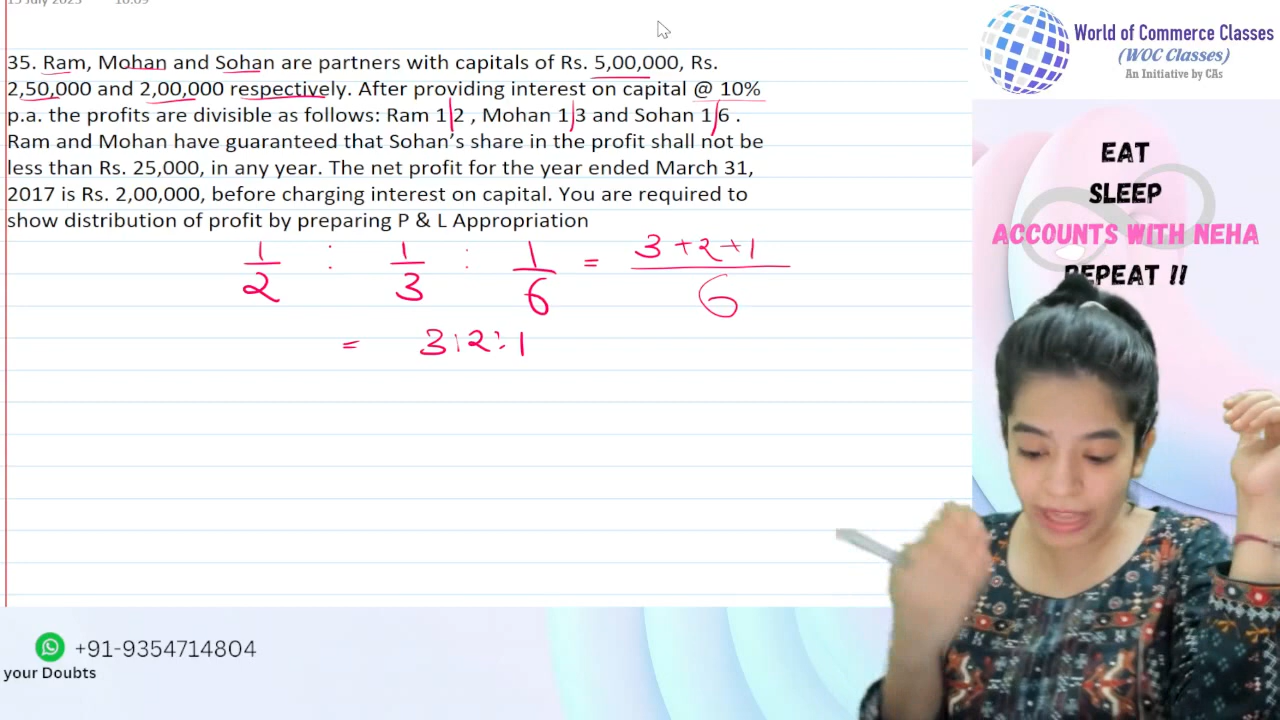 35. Ram, Mohan and Sohan are partners with capitals of Rs. 5,00,000, Rs.
2,50,000 and 2,00,000 respectively. After providing interest on capital @ 10%
p.a. the profits are divisible as follows: Ram 1|2 , Mohan 1|3 and Sohan 1|6 .
Ram and Mohan have guaranteed that Sohan's share in the profit shall not be
less than Rs. 25,000, in any year. The net profit for the year ended March 31,
2017 is Rs. 2,00,000, before charging interest on capital. You are required to
show distribution of profit by preparing P & L Appropriation
1/2 : 1/3 : 1/6 = 3+2+1/6
= 3:2:1
World of Commerce Classes
(WOC Classes)
An Initiative by CAs
EAT
SLEEP
ACCOUNTS WITH NEHA
REPEAT !!
+91-9354714804
your Doubts